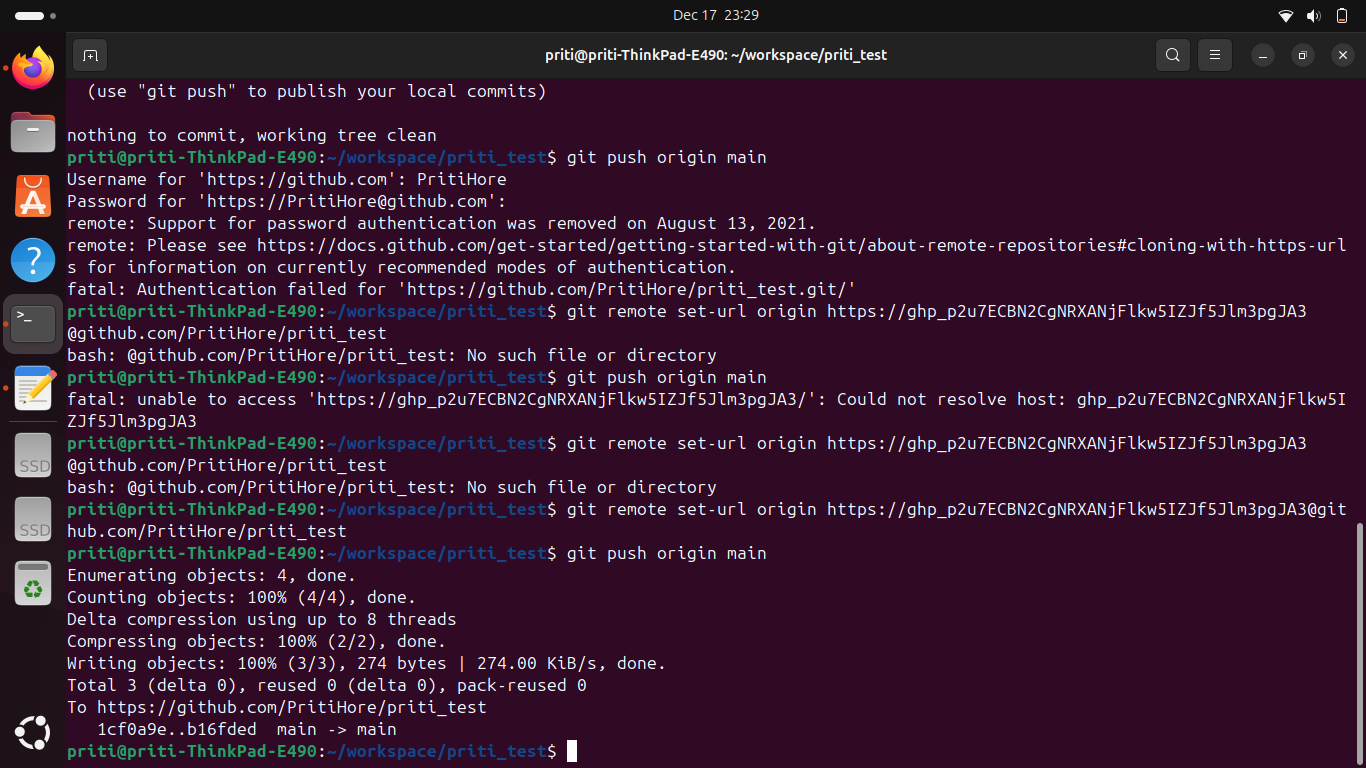 Dec 17 23:29
priti@priti-ThinkPad-E490: ~/workspace/priti_test
(use "git push" to publish your local commits)
nothing to commit, working tree clean
priti@priti-ThinkPad-E490:~/workspace/priti_test$ git push origin main
Username for 'https://github.com': PritiHore
Password for 'https://PritiHore@github.com':
remote: Support for password authentication was removed on August 13, 2021.
remote: Please see https://docs.github.com/get-started/getting-started-with-git/about-remote-repositories#cloning-with-https-url
s for information on currently recommended modes of authentication.
fatal: Authentication failed for 'https://github.com/PritiHore/priti_test.git/'
priti@priti-ThinkPad-E490:~/workspace/priti_test$ git remote set-url origin https://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
@github.com/PritiHore/priti_test
bash: @github.com/PritiHore/priti_test: No such file or directory
priti@priti-ThinkPad-E490:~/workspace/priti_test$ git push origin main
fatal: unable to access 'https://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/': Could not resolve host: ghp_p2u7ECBN2CgNRXANjFlkw5I
ZJf5Jlm3pgJA3
priti@priti-ThinkPad-E490:~/workspace/priti_test$ git remote set-url origin https://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
@github.com/PritiHore/priti_test
bash: @github.com/PritiHore/priti_test: No such file or directory
priti@priti-ThinkPad-E490:~/workspace/priti_test$ git remote set-url origin https://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@git
hub.com/PritiHore/priti_test
priti@priti-ThinkPad-E490:~/workspace/priti_test$ git push origin main
Enumerating objects: 4, done.
Counting objects: 100% (4/4), done.
Delta compression using up to 8 threads
Compressing objects: 100% (2/2), done.
Writing objects: 100% (3/3), 274 bytes | 274.00 KiB/s, done.
Total 3 (delta 0), reused 0 (delta 0), pack-reused 0
To https://github.com/PritiHore/priti_test
1cf0a9e..b16fded main -> main
priti@priti-ThinkPad-E490:~/workspace/priti_test$
SSD
SSD